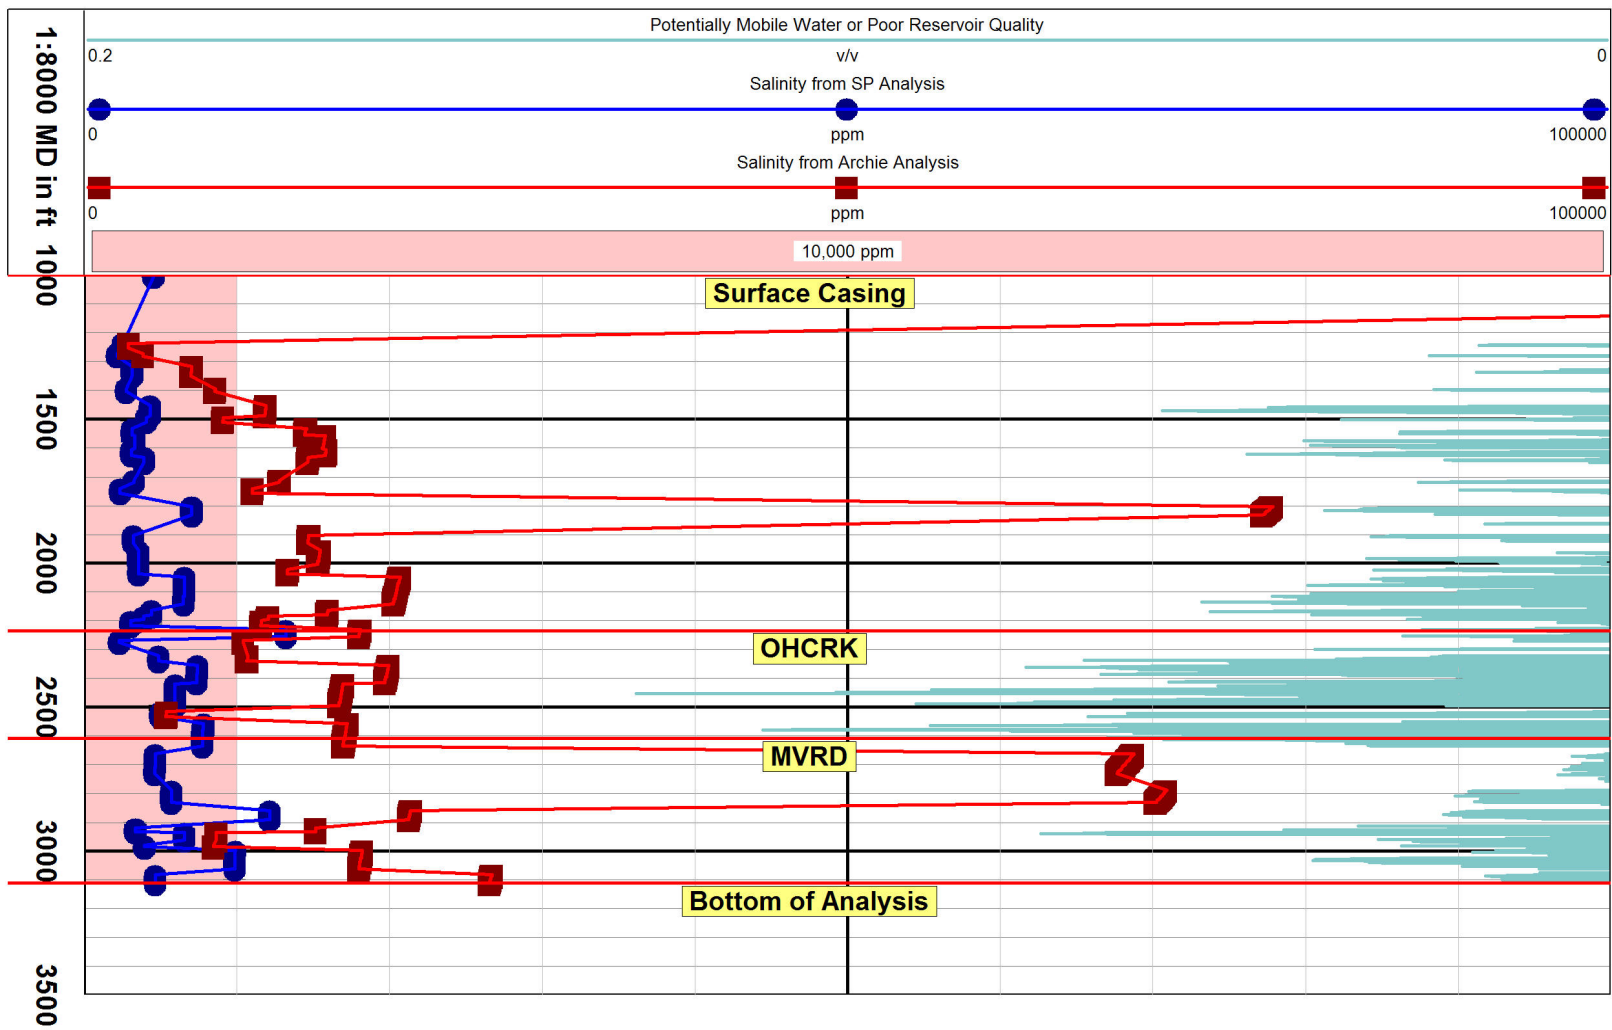 Potentially Mobile Water or Poor Reservoir Quality
0.2 v/v 0
Salinity from SP Analysis
0 ppm 100000
Salinity from Archie Analysis
0 ppm 100000
10,000 ppm
1:8000 MD in ft
1000
Surface Casing
1500
2000
OHCRK
2500
MVRD
3000
Bottom of Analysis
3500